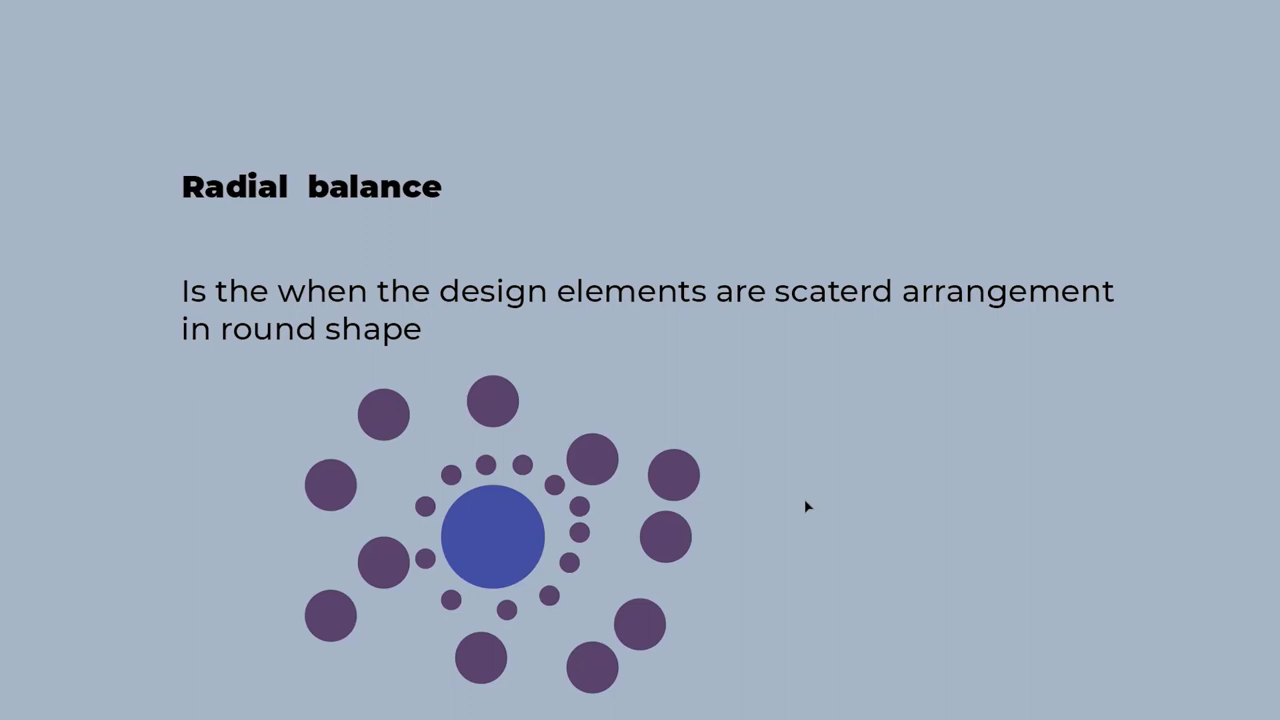 Radial balance
Is the when the design elements are scaterd arrangement
in round shape